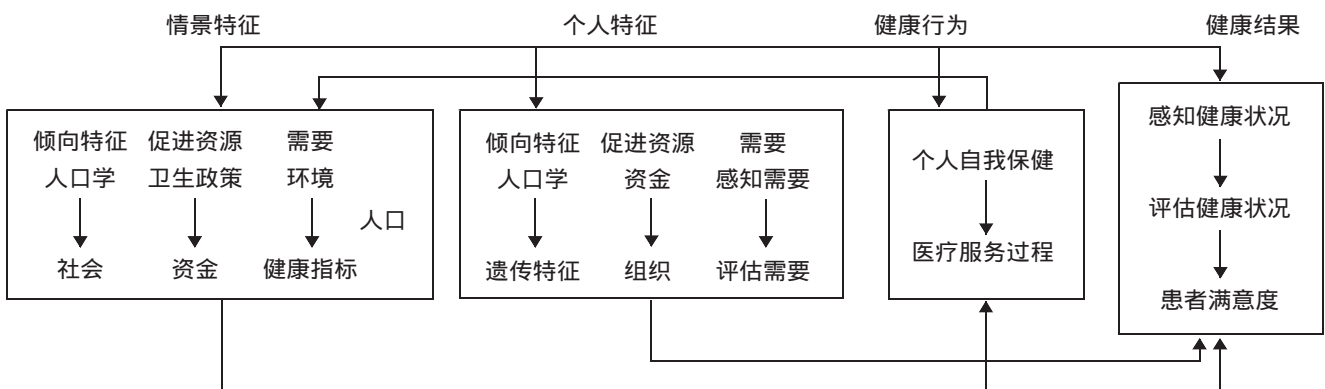 情景特征
个人特征
健康行为
健康结果
倾向特征 促进资源 需要
人口学 卫生政策 环境
人口
社会 资金 健康指标
倾向特征 促进资源 需要
人口学 资金 感知需要
遗传特征 组织 评估需要
个人自我保健
医疗服务过程
感知健康状况
评估健康状况
患者满意度